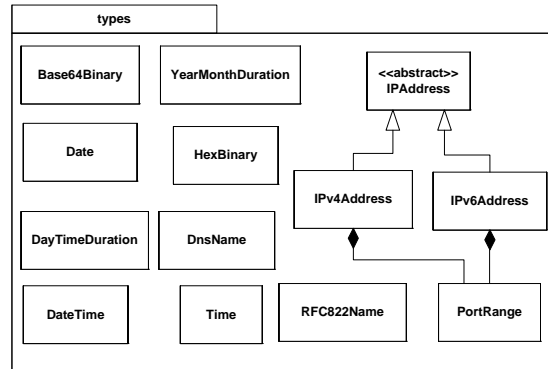 types
Base64Binary
YearMonthDuration
<<abstract>>
IPAddress
Date
HexBinary
IPv4Address
IPv6Address
DayTimeDuration
DnsName
DateTime
Time
RFC822Name
PortRange